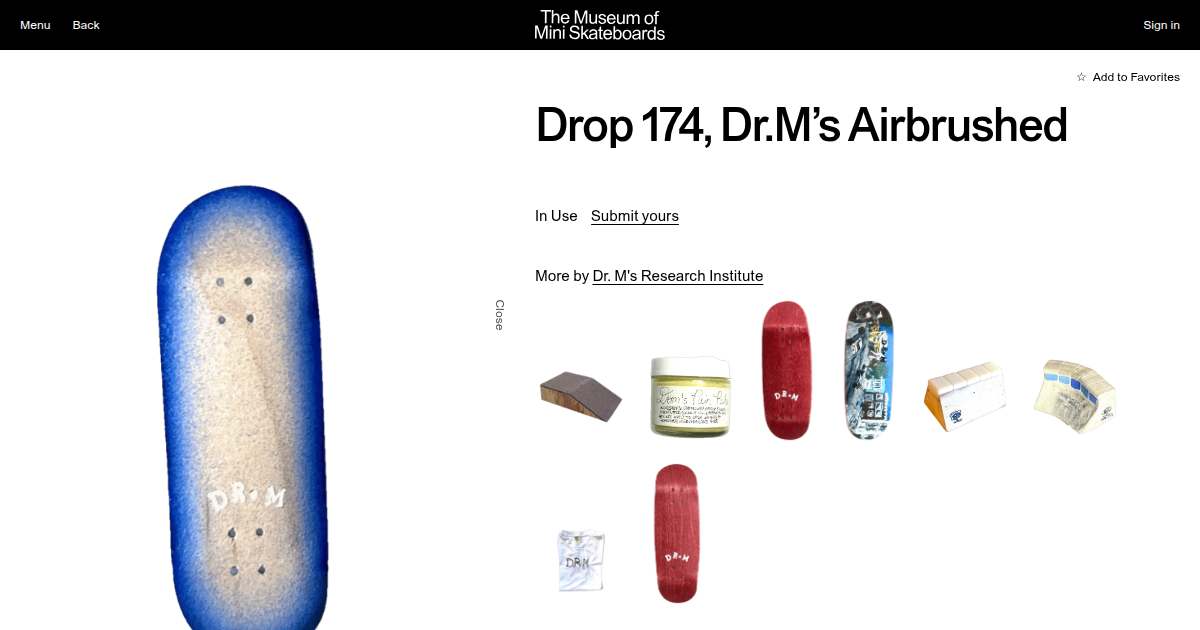 Menu
Back
The Museum of
Mini Skateboards
Sign in
☆ Add to Favorites
Drop 174, Dr.M’s Airbrushed
In Use
Submit yours
More by Dr. M's Research Institute
Close
DR·M
DR·M
DRM
DR·M